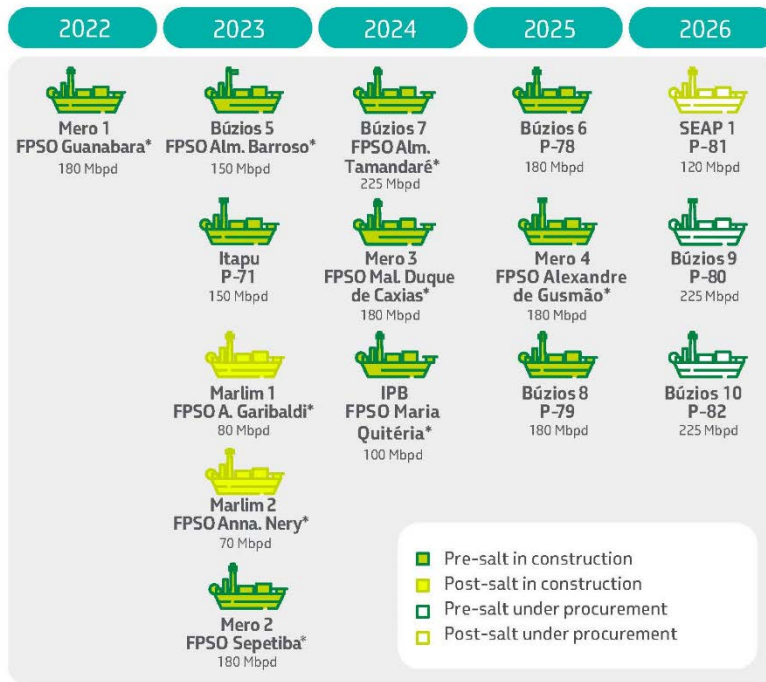 2022
2023
2024
2025
2026
Mero 1
FPSO Guanabara*
180 Mbpd
Búzios 5
FPSO Alm. Barroso*
150 Mbpd
Itapu
P-71
150 Mbpd
Marlim 1
FPSO A. Garibaldi*
80 Mbpd
Marlim 2
FPSO Anna. Nery*
70 Mbpd
Mero 2
FPSO Sepetiba*
180 Mbpd
Búzios 7
FPSO Alm.
Tamandaré*
225 Mbpd
Mero 3
FPSO Mal. Duque
de Caxias*
180 Mbpd
IPB
FPSO Maria
Quitéria*
100 Mbpd
Búzios 6
P-78
180 Mbpd
Mero 4
FPSO Alexandre
de Gusmão*
180 Mbpd
Búzios 8
P-79
180 Mbpd
SEAP 1
P-81
120 Mbpd
Búzios 9
P-80
225 Mbpd
Búzios 10
P-82
225 Mbpd
Pre-salt in construction
Post-salt in construction
Pre-salt under procurement
Post-salt under procurement